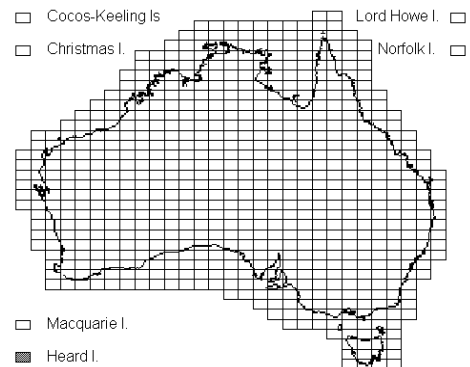 Cocos-Keeling Is
Lord Howe I.
Christmas I.
Norfolk I.
Macquarie I.
Heard I.